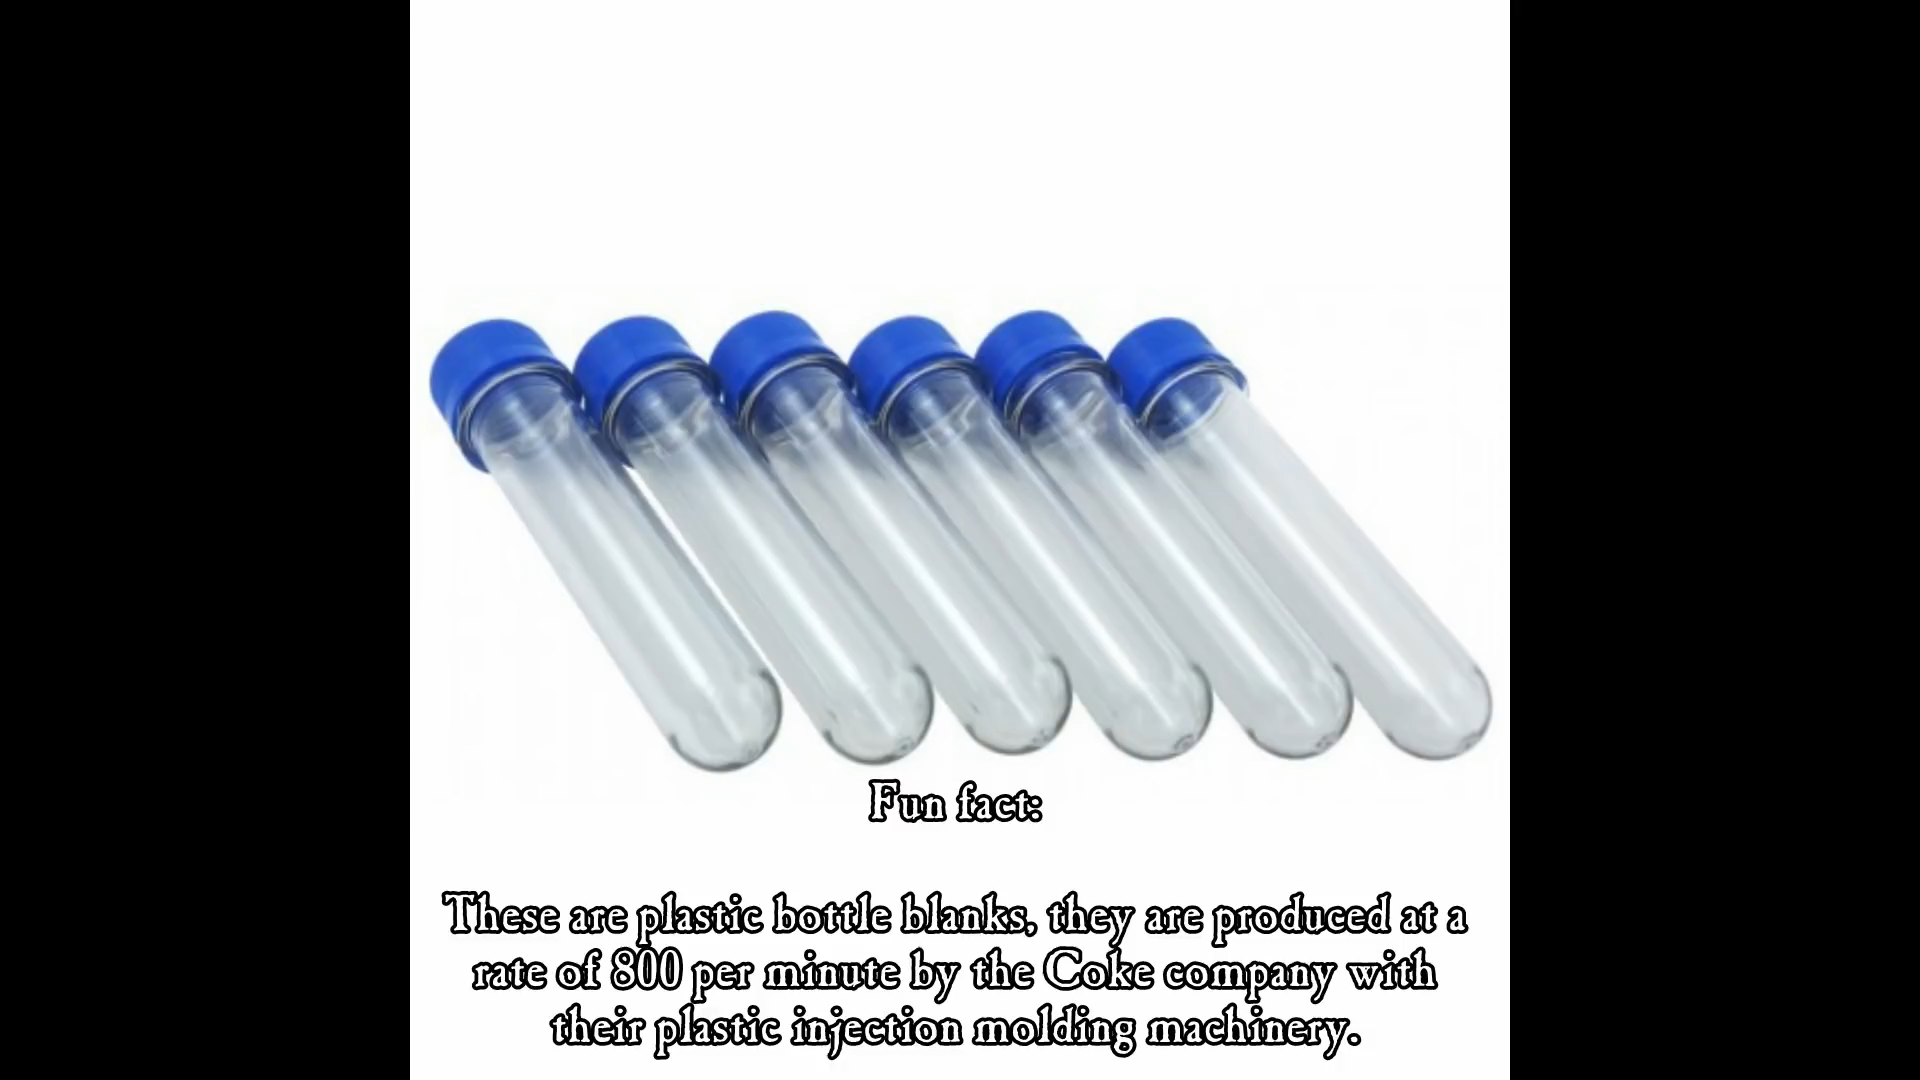 Fun fact:
These are plastic bottle blanks, they are produced at a
rate of 800 per minute by the Coke company with
their plastic injection molding machinery.